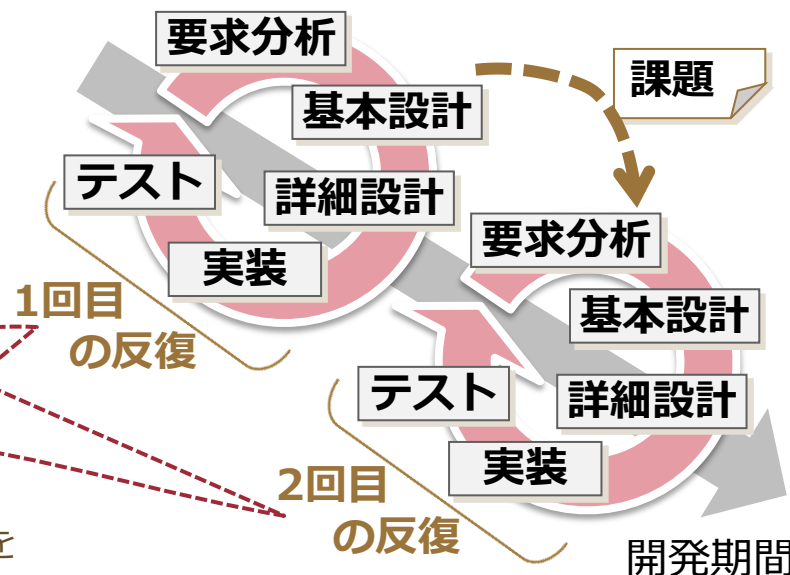 要求分析
課題
基本設計
テスト
詳細設計
実装
1回目
の反復
要求分析
基本設計
テスト
詳細設計
実装
2回目
の反復
を
開発期間